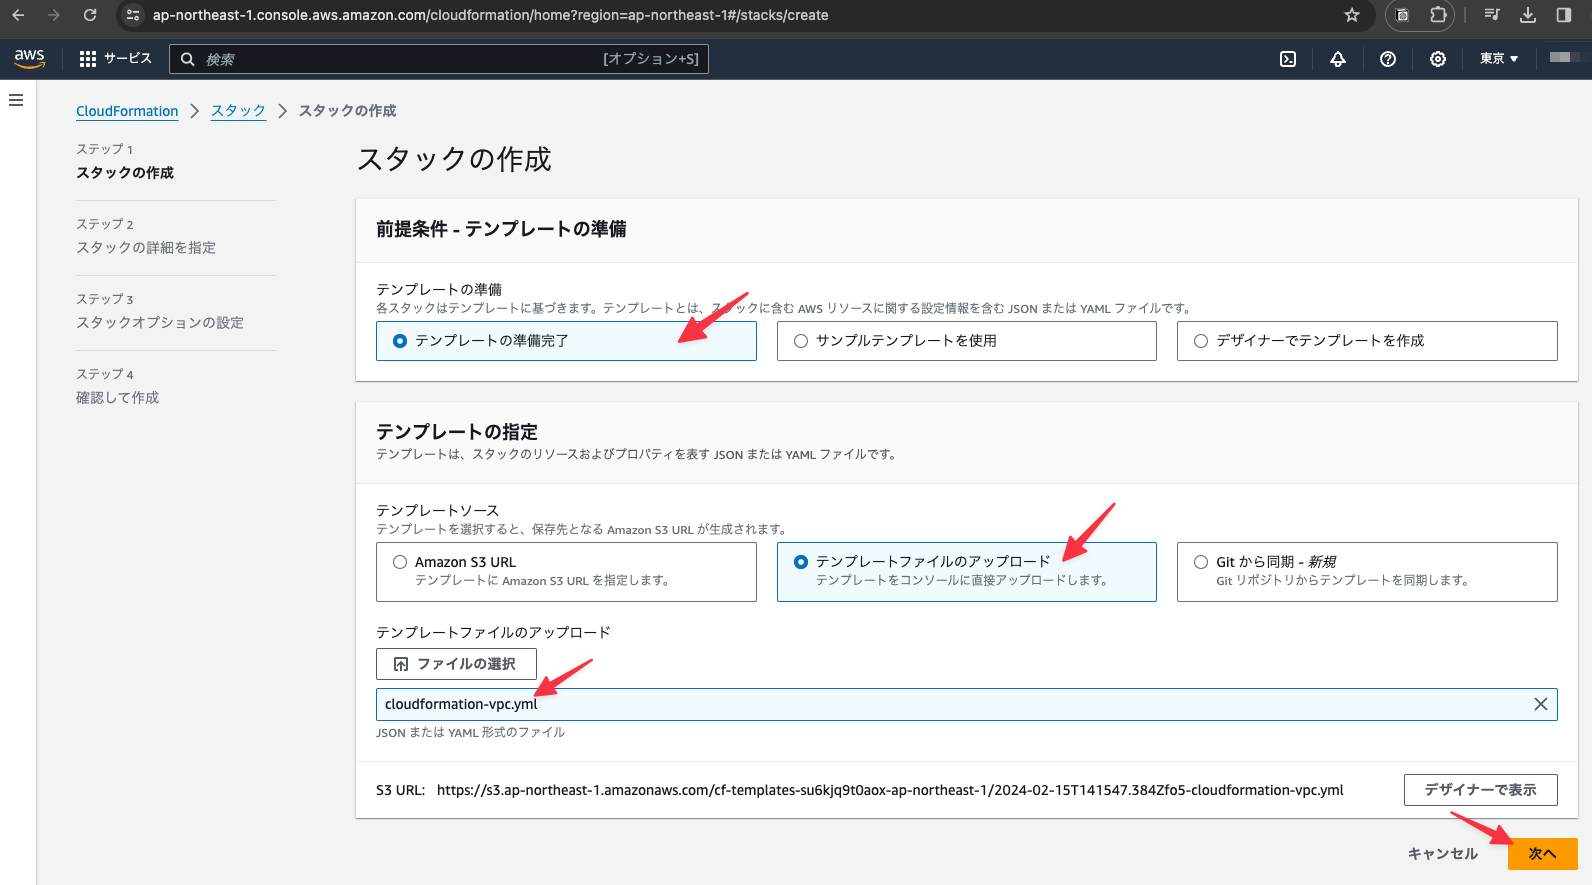 ap-northeast-1.console.aws.amazon.com/cloudformation/home?region=ap-northeast-1#/stacks/create
aws サービス 検索 [オプション+S] 東京
CloudFormation スタック スタックの作成
ステップ 1
スタックの作成
ステップ 2
スタックの詳細を指定
ステップ 3
スタックオプションの設定
ステップ 4
確認して作成
スタックの作成
前提条件 - テンプレートの準備
テンプレートの準備
各スタックはテンプレートに基づきます。テンプレートとは、スタックに含む AWS リソースに関する設定情報を含む JSON または YAML ファイルです。
テンプレートの準備完了 サンプルテンプレートを使用 デザイナーでテンプレートを作成
テンプレートの指定
テンプレートは、スタックのリソースおよびプロパティを表す JSON または YAML ファイルです。
テンプレートソース
テンプレートを選択すると、保存先となる Amazon S3 URL が生成されます。
Amazon S3 URL
テンプレートに Amazon S3 URL を指定します。
テンプレートファイルのアップロード
テンプレートをコンソールに直接アップロードします。
Git から同期 - 新規
Git リポジトリからテンプレートを同期します。
テンプレートファイルのアップロード
ファイルの選択
cloudformation-vpc.yml
JSON または YAML 形式のファイル
S3 URL: https://s3.ap-northeast-1.amazonaws.com/cf-templates-su6kjq9t0aox-ap-northeast-1/2024-02-15T141547.384Zfo5-cloudformation-vpc.yml デザイナーで表示
キャンセル 次へ